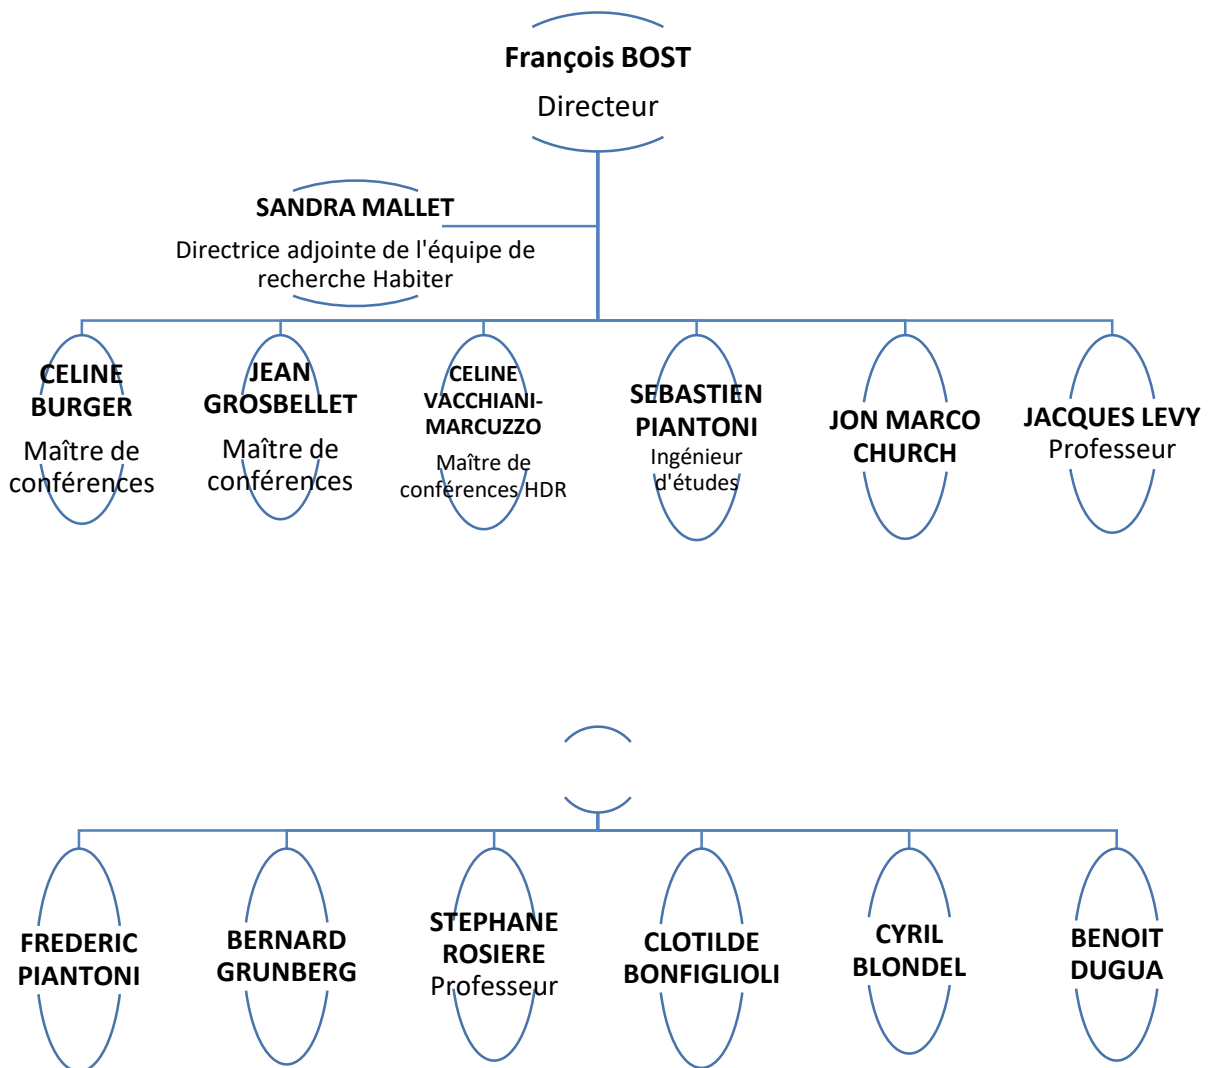 François BOST
Directeur
SANDRA MALLET
Directrice adjointe de l'équipe de
recherche Habiter
CELINE
BURGER
Maître de
conférences
JEAN
GROSBELLET
Maître de
conférences
CELINE
VACCHIANI-
MARCUZZO
Maître de
conférences HDR
SEBASTIEN
PIANTONI
Ingénieur
d'études
JON MARCO
CHURCH
JACQUES LEVY
Professeur
FREDERIC
PIANTONI
BERNARD
GRUNBERG
STEPHANE
ROSIERE
Professeur
CLOTILDE
BONFIGLIOLI
CYRIL
BLONDEL
BENOIT
DUGUA